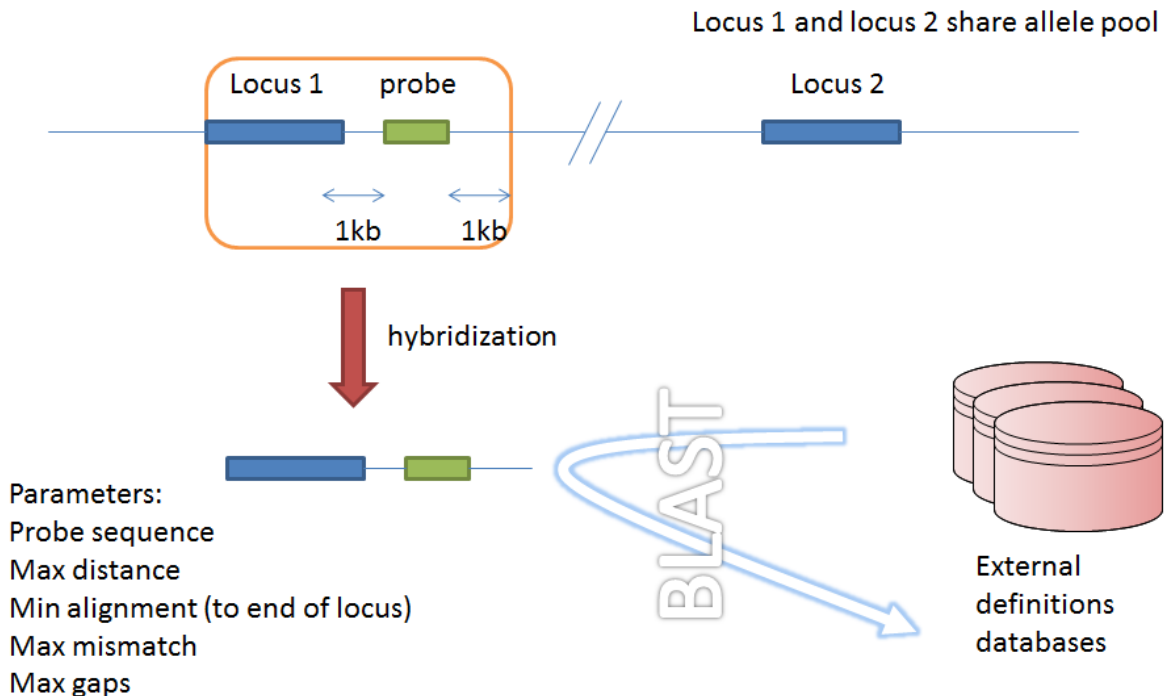 Locus 1 and locus 2 share allele pool
Locus 1
probe
Locus 2
1kb
1kb
hybridization
BLAST
Parameters:
Probe sequence
Max distance
Min alignment (to end of locus)
Max mismatch
Max gaps
External
definitions
databases